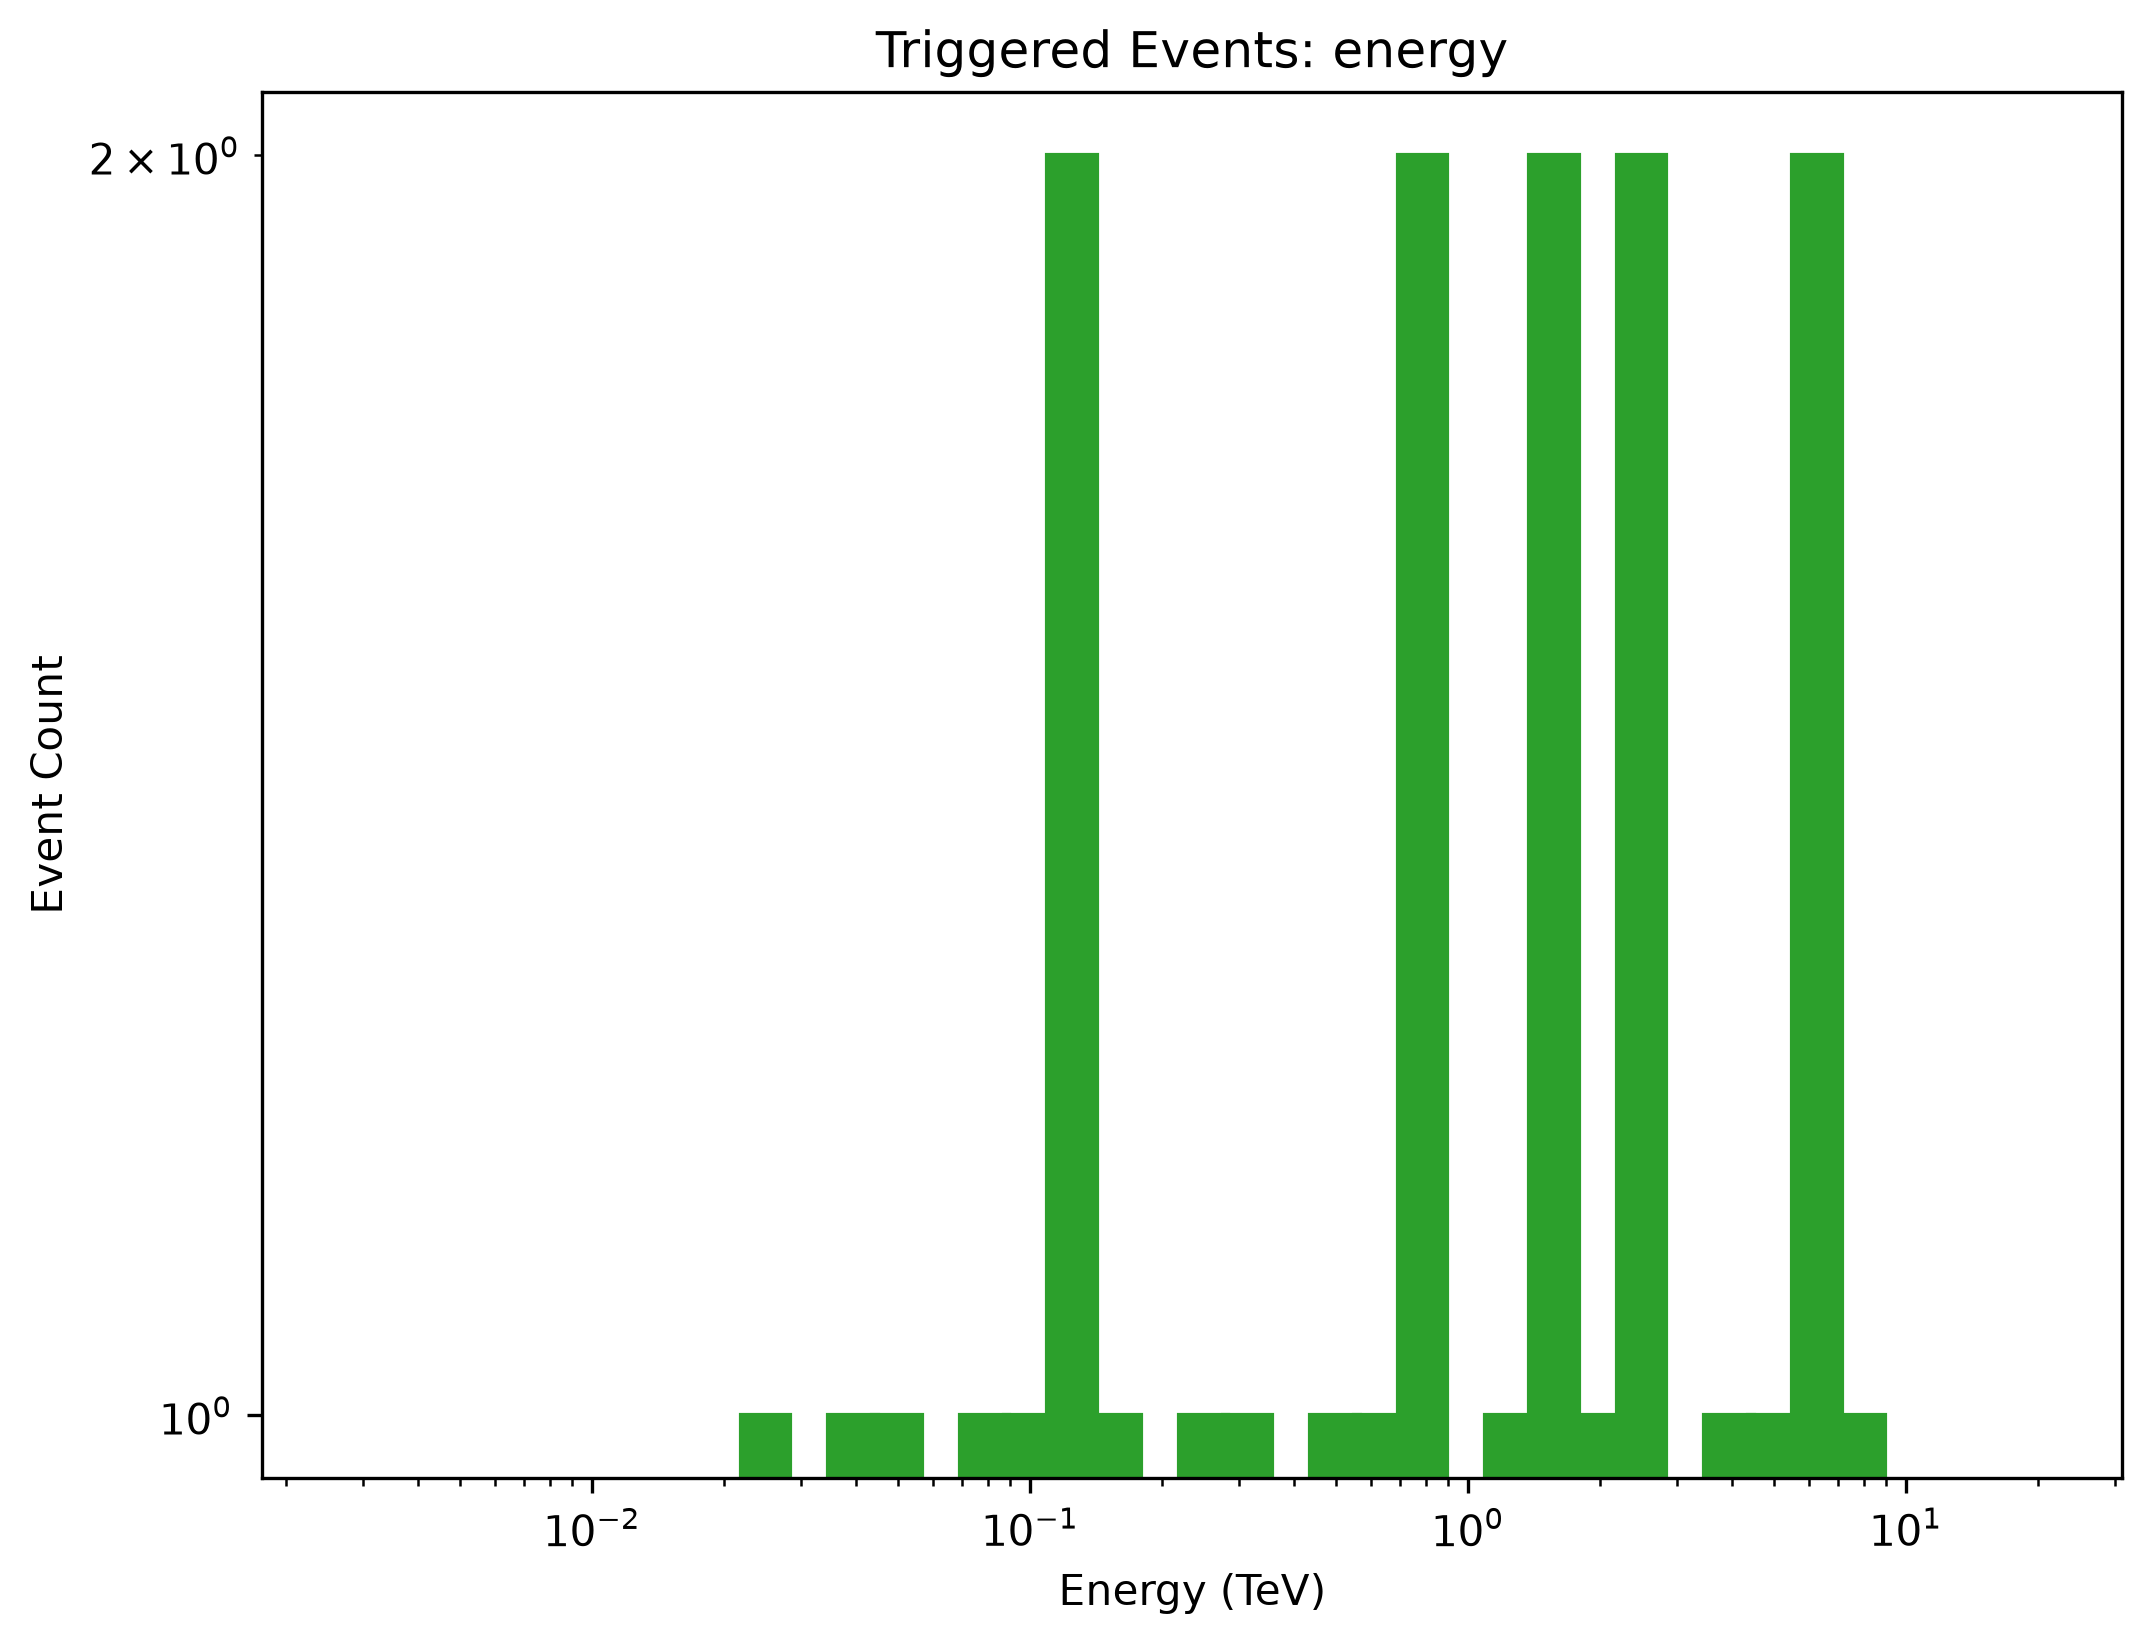 Triggered Events: energy
2 × 10⁰
10⁰
Event Count
10⁻² 10⁻¹ 10⁰ 10¹
Energy (TeV)